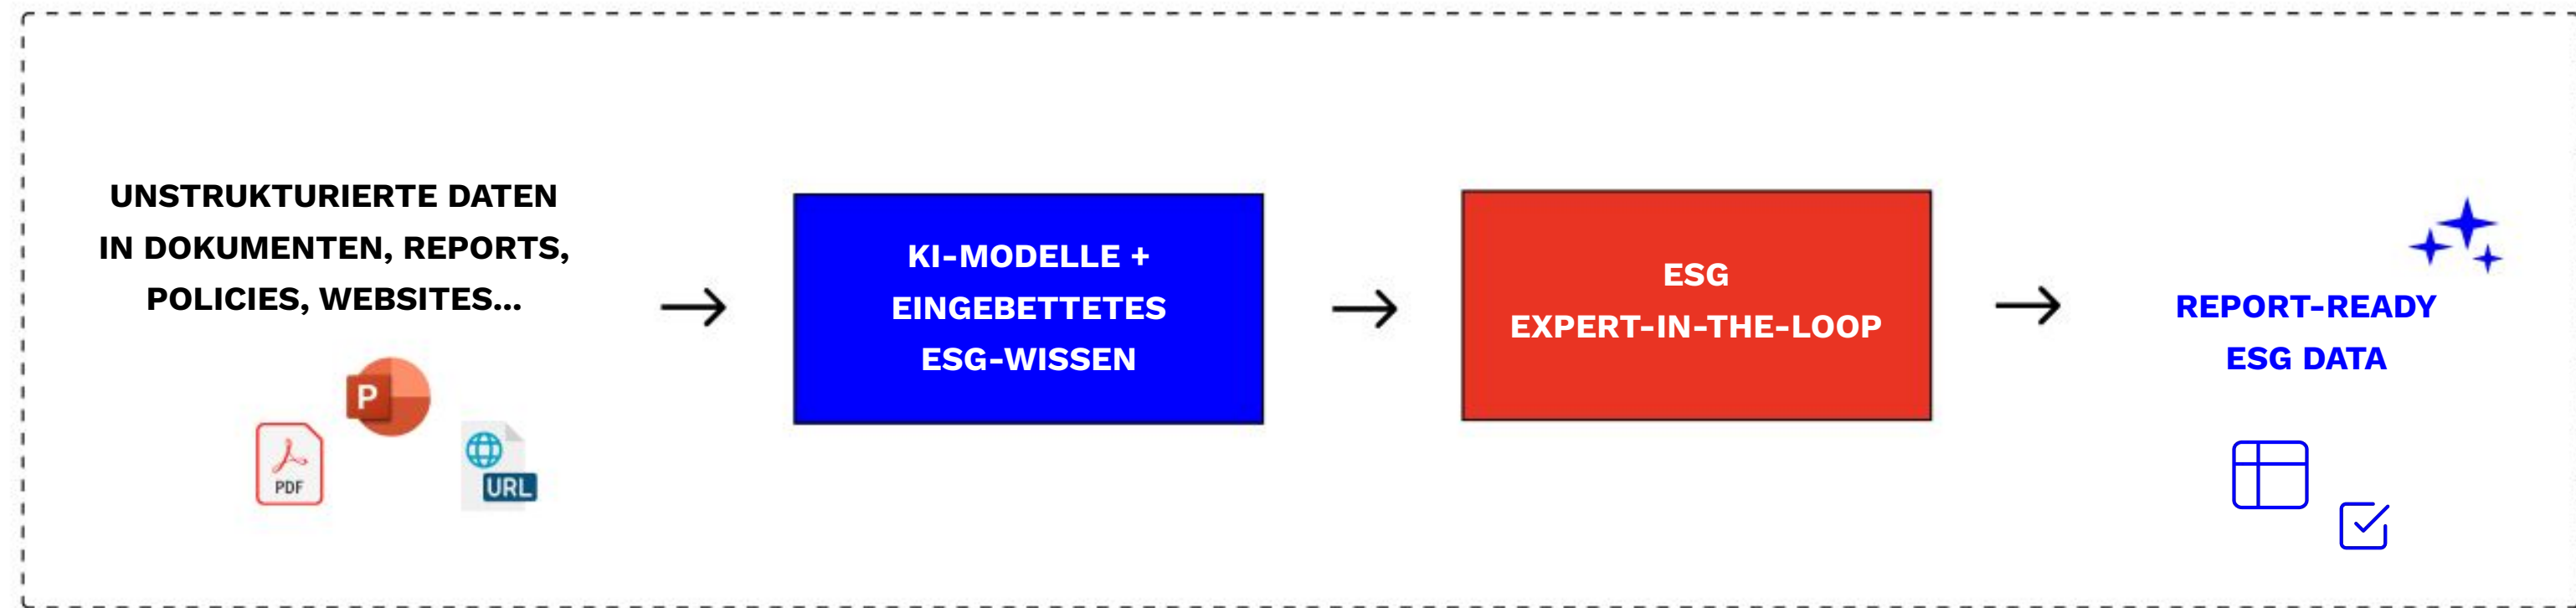 UNSTRUKTURIERTE DATEN
IN DOKUMENTEN, REPORTS,
POLICIES, WEBSITES...
P
PDF
URL
KI-MODELLE +
EINGEBETTETES
ESG-WISSEN
ESG
EXPERT-IN-THE-LOOP
REPORT-READY
ESG DATA